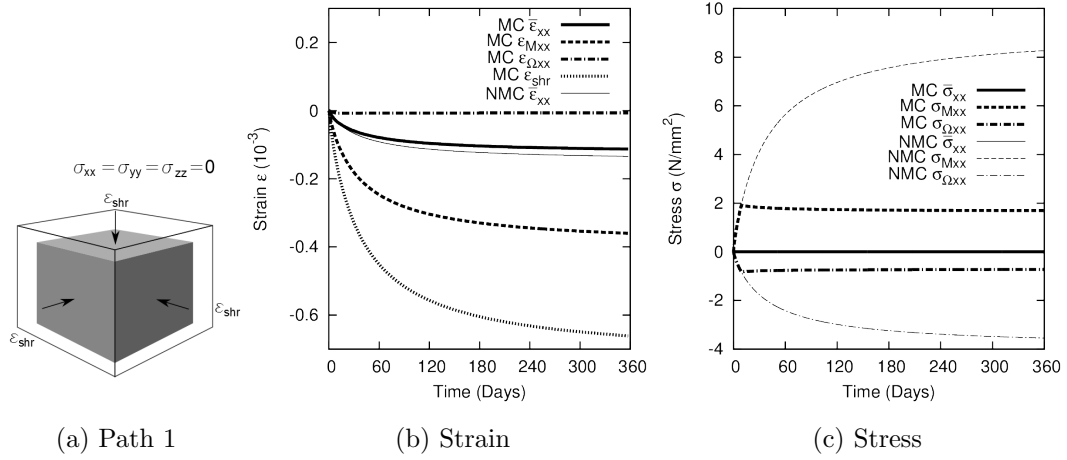 σxx = σyy = σzz = 0
εshr
εshr
εshr
(a) Path 1
MC ε̅xx
MC εMxx
MC εΩxx
MC εshr
NMC ε̅xx
0.2
0
-0.2
-0.4
-0.6
Strain ε (10⁻³)
0 60 120 180 240 300 360
Time (Days)
(b) Strain
MC σ̅xx
MC σMxx
MC σΩxx
NMC σ̅xx
NMC σMxx
NMC σΩxx
10
8
6
4
2
0
-2
-4
Stress σ (N/mm²)
0 60 120 180 240 300 360
Time (Days)
(c) Stress